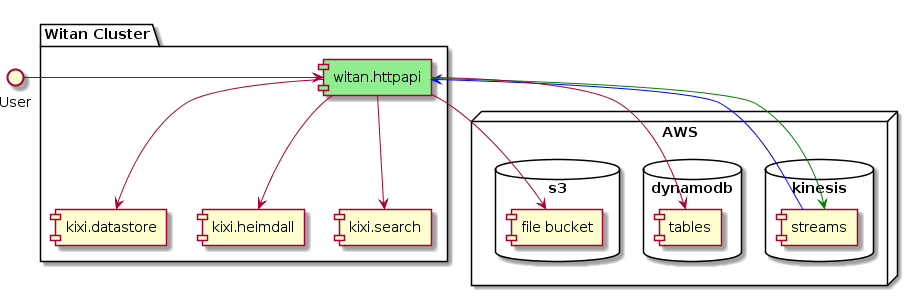 Witan Cluster
witan.httpapi
User
AWS
s3
dynamodb
kinesis
kixi.datastore
kixi.heimdall
kixi.search
file bucket
tables
streams